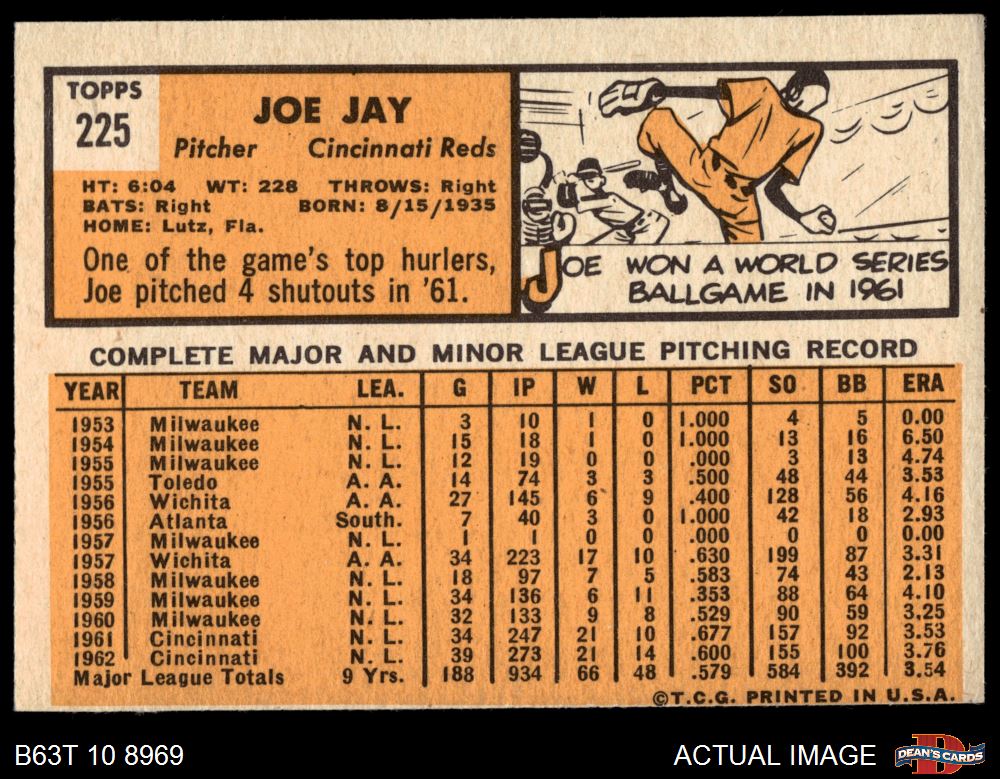 TOPPS
225
JOE JAY
Pitcher Cincinnati Reds
HT: 6:04 WT: 228 THROWS: Right
BATS: Right BORN: 8/15/1935
HOME: Lutz, Fla.
One of the game's top hurlers,
Joe pitched 4 shutouts in '61.
JOE WON A WORLD SERIES
BALLGAME IN 1961
COMPLETE MAJOR AND MINOR LEAGUE PITCHING RECORD
YEAR TEAM LEA. G IP W L PCT SO BB ERA
1953 Milwaukee N. L. 3 10 1 0 1.000 4 5 0.00
1954 Milwaukee N. L. 15 18 1 0 1.000 13 16 6.50
1955 Milwaukee N. L. 12 19 0 0 .000 3 13 4.74
1955 Toledo A. A. 14 74 3 3 .500 48 44 3.53
1956 Wichita A. A. 27 145 6 9 .400 128 56 4.16
1956 Atlanta South. 7 40 3 0 1.000 42 18 2.93
1957 Milwaukee N. L. 1 1 0 0 .000 0 0 0.00
1957 Wichita A. A. 34 223 17 10 .630 199 87 3.31
1958 Milwaukee N. L. 18 97 7 5 .583 74 43 2.13
1959 Milwaukee N. L. 34 136 6 11 .353 88 64 4.10
1960 Milwaukee N. L. 32 133 9 8 .529 90 59 3.25
1961 Cincinnati N. L. 34 247 21 10 .677 157 92 3.53
1962 Cincinnati N. L. 39 273 21 14 .600 155 100 3.76
Major League Totals 9 Yrs. 188 934 66 48 .579 584 392 3.54
©T.C.G. PRINTED IN U.S.A.
B63T 10 8969 ACTUAL IMAGE DEAN'S CARDS